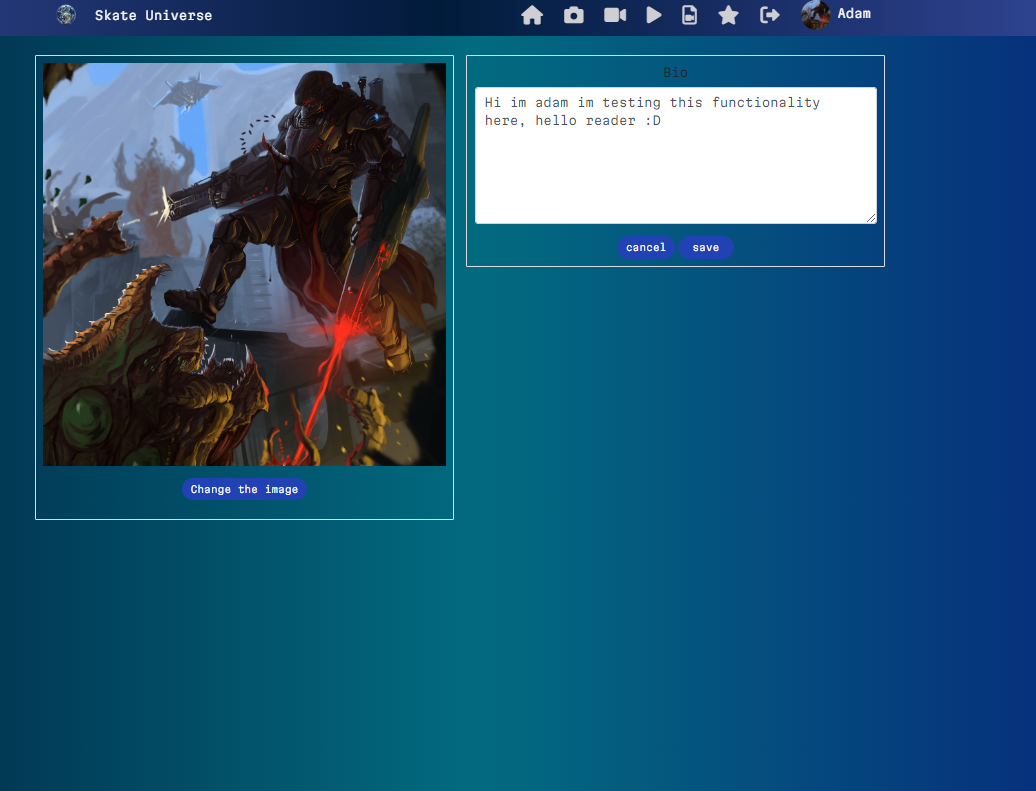 Skate Universe
Adam
Bio
Hi im adam im testing this functionality
here, hello reader :D
cancel save
Change the image